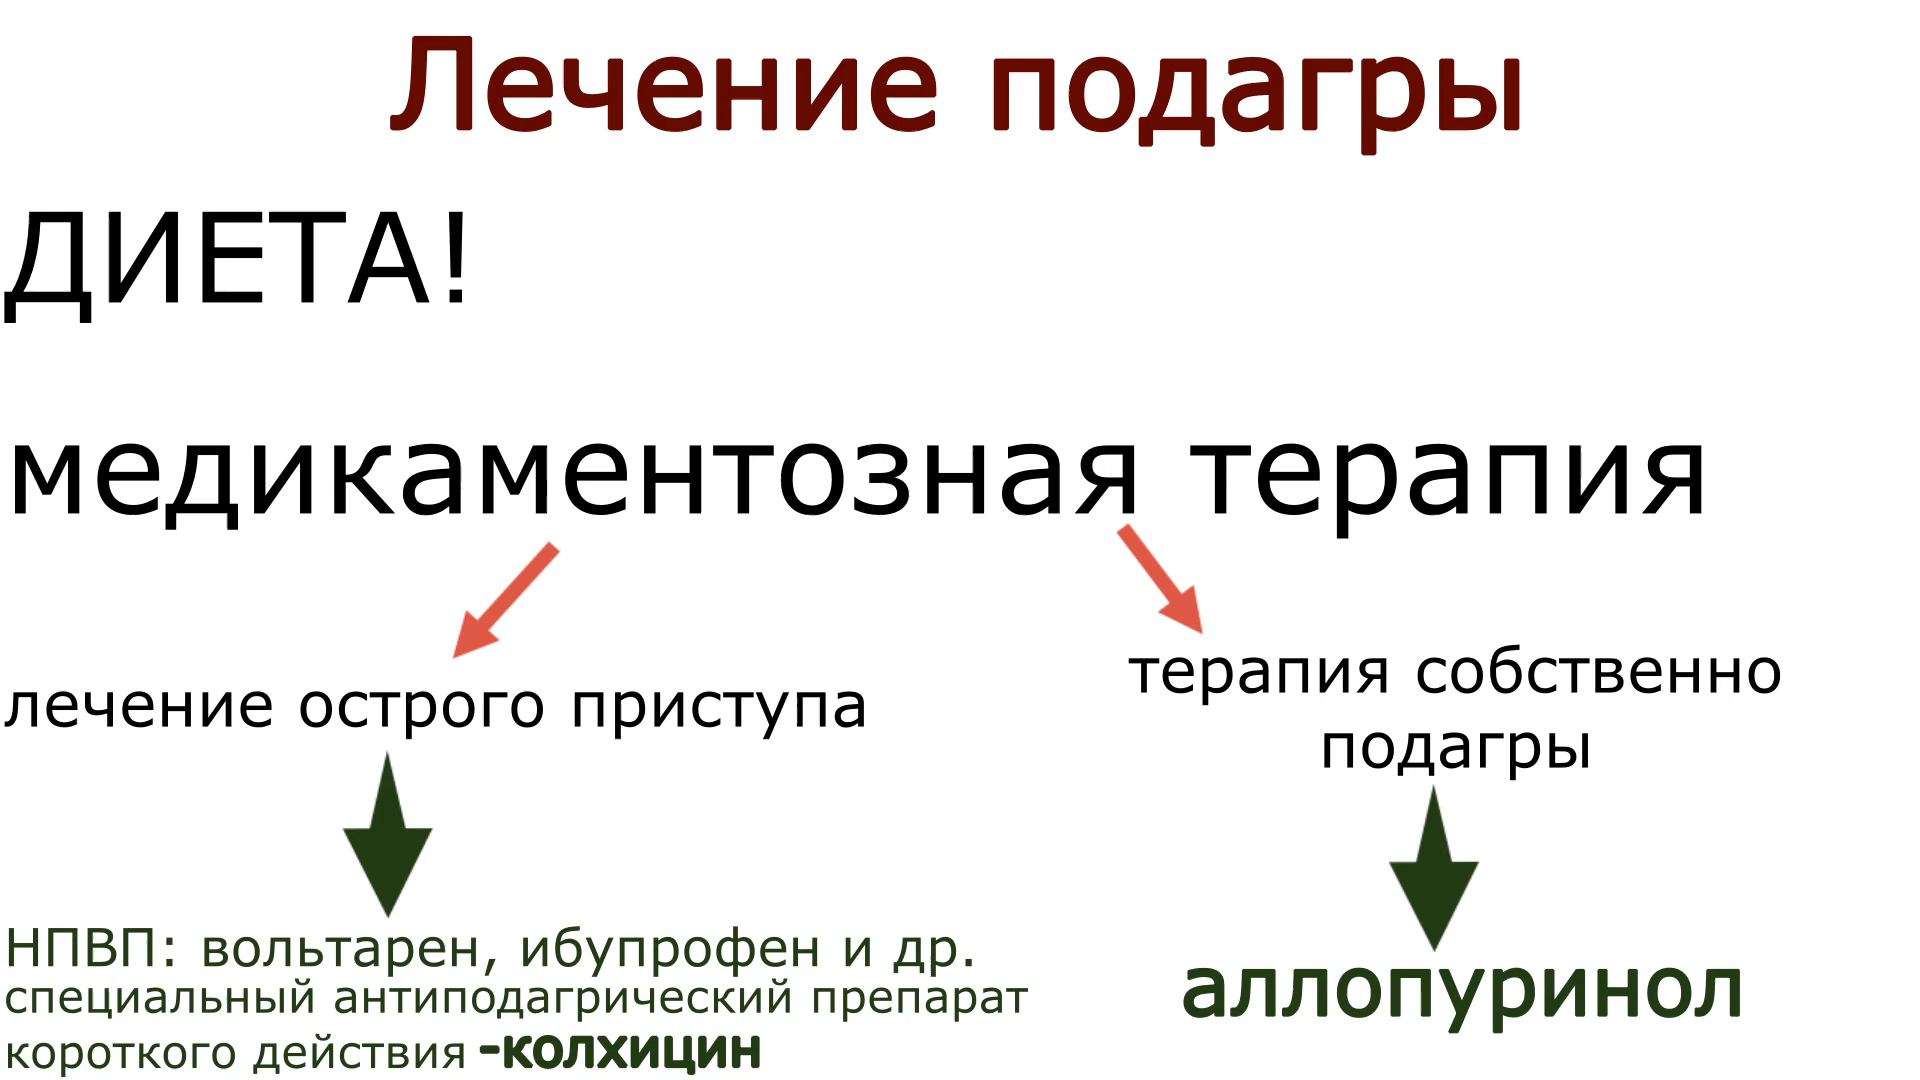 Лечение подагры
ДИЕТА!
медикаментозная терапия
лечение острого приступа
терапия собственно
подагры
НПВП: вольтарен, ибупрофен и др.
специальный антиподагрический препарат
короткого действия -колхицин
аллопуринол